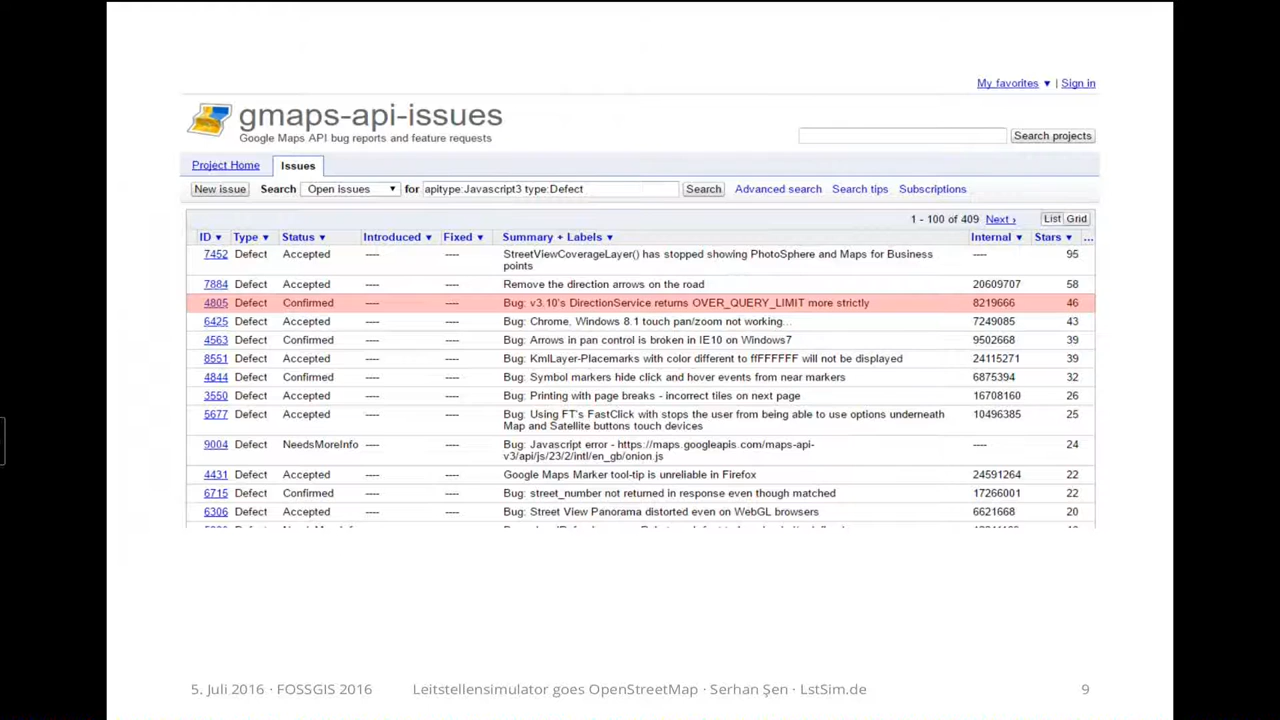 My favorites ▼ | Sign in
gmaps-api-issues
Google Maps API bug reports and feature requests
Search projects
Project Home Issues
New issue Search Open issues ▼ for apitype:Javascript3 type:Defect Search Advanced search Search tips Subscriptions
1 - 100 of 409 Next › List Grid
ID ▼ Type ▼ Status ▼ Introduced ▼ Fixed ▼ Summary + Labels ▼ Internal ▼ Stars ▼ ...
7452 Defect Accepted ---- ---- StreetViewCoverageLayer() has stopped showing PhotoSphere and Maps for Business ---- 95
points
7884 Defect Accepted ---- ---- Remove the direction arrows on the road 20609707 58
4805 Defect Confirmed ---- ---- Bug: v3.10's DirectionService returns OVER_QUERY_LIMIT more strictly 8219666 46
6425 Defect Accepted ---- ---- Bug: Chrome, Windows 8.1 touch pan/zoom not working... 7249085 43
4563 Defect Confirmed ---- ---- Bug: Arrows in pan control is broken in IE10 on Windows7 9502668 39
8551 Defect Accepted ---- ---- Bug: KmlLayer-Placemarks with color different to ffFFFFFF will not be displayed 24115271 39
4844 Defect Confirmed ---- ---- Bug: Symbol markers hide click and hover events from near markers 6875394 32
3550 Defect Accepted ---- ---- Bug: Printing with page breaks - incorrect tiles on next page 16708160 26
5677 Defect Accepted ---- ---- Bug: Using FT's FastClick with stops the user from being able to use options underneath 10496385 25
Map and Satellite buttons touch devices
9004 Defect NeedsMoreInfo ---- ---- Bug: Javascript error - https://maps.googleapis.com/maps-api- ---- 24
v3/api/js/23/2/intl/en_gb/onion.js
4431 Defect Accepted ---- ---- Google Maps Marker tool-tip is unreliable in Firefox 24591264 22
6715 Defect Confirmed ---- ---- Bug: street_number not returned in response even though matched 17266001 22
6306 Defect Accepted ---- ---- Bug: Street View Panorama distorted even on WebGL browsers 6621668 20
5. Juli 2016 · FOSSGIS 2016 Leitstellensimulator goes OpenStreetMap · Serhan Şen · LstSim.de 9